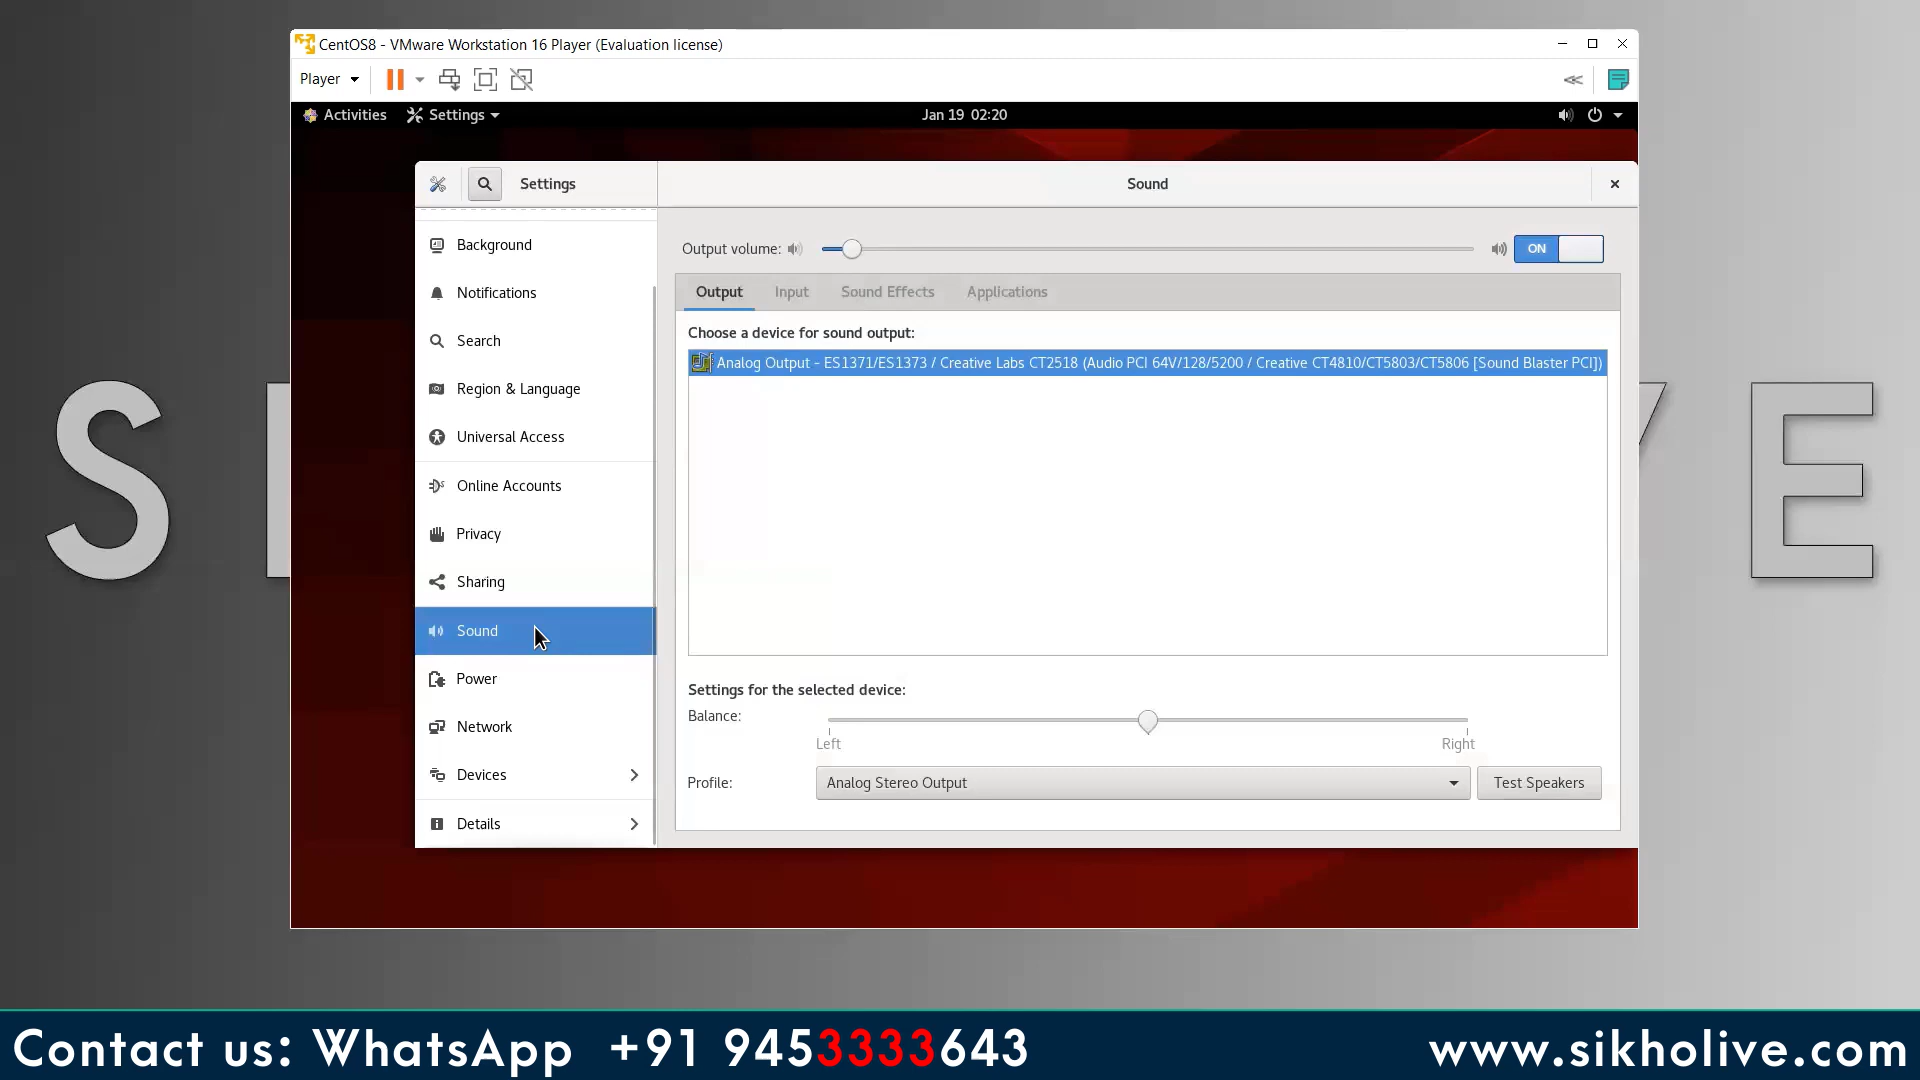 CentOS8 - VMware Workstation 16 Player (Evaluation license)
Player
Activities
Settings
Jan 19 02:20
Settings
Sound
Background
Notifications
Search
Region & Language
Universal Access
Online Accounts
Privacy
Sharing
Sound
Power
Network
Devices
Details
Output volume:
ON
Output
Input
Sound Effects
Applications
Choose a device for sound output:
Analog Output - ES1371/ES1373 / Creative Labs CT2518 (Audio PCI 64V/128/5200 / Creative CT4810/CT5803/CT5806 [Sound Blaster PCI])
Settings for the selected device:
Balance:
Left
Right
Profile:
Analog Stereo Output
Test Speakers
S
E
Contact us: WhatsApp +91 9453333643
www.sikholive.com